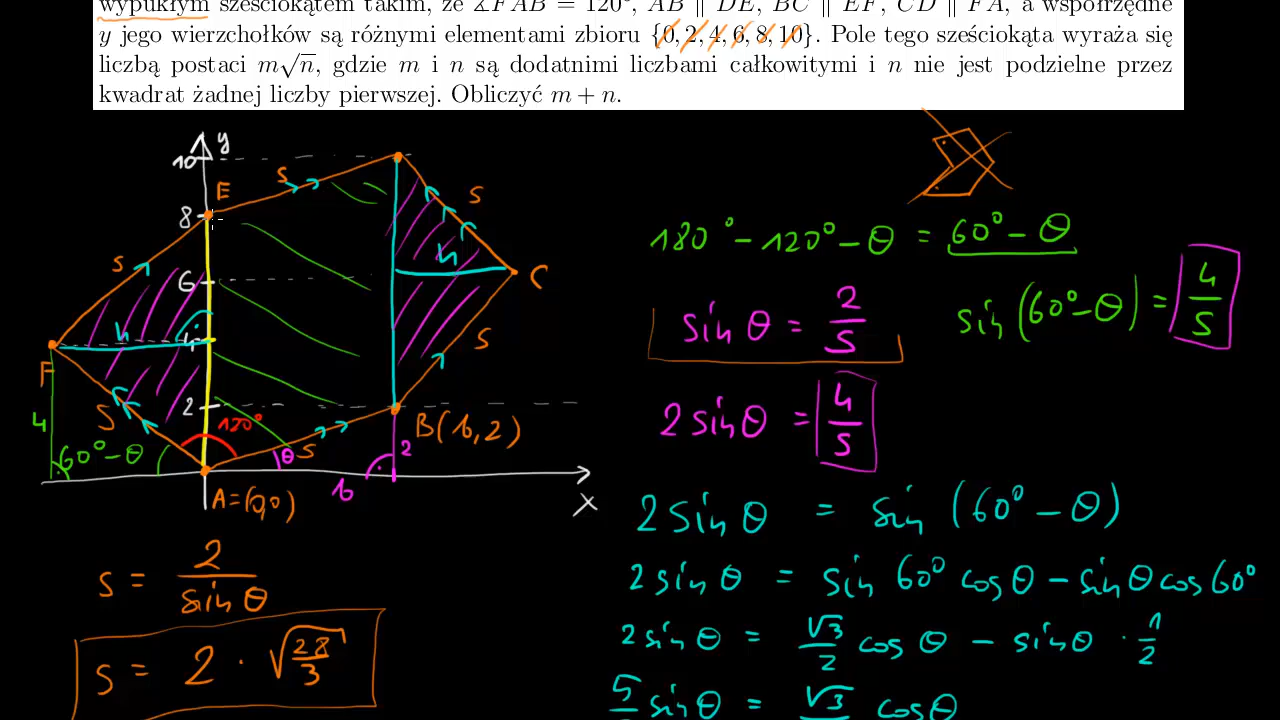 wypukłym sześciokątem takim, że ∡FAB = 120°, AB ∥ DE, BC ∥ EF, CD ∥ FA, a współrzędne
y jego wierzchołków są różnymi elementami zbioru {0, 2, 4, 6, 8, 10}. Pole tego sześciokąta wyraża się
liczbą postaci m√n, gdzie m i n są dodatnimi liczbami całkowitymi i n nie jest podzielne przez
kwadrat żadnej liczby pierwszej. Obliczyć m + n.
y
10
E
s
s
8
s
6
h
C
h
4
s
F
s
2
120°
B(b,2)
4
60° − θ
θ
s
2
b
A=(0,0)
x
s = 2/sin θ
s = 2 · √(28/3)
180° − 120° − θ = 60° − θ
sin θ = 2/s
sin (60° − θ) = 4/s
2 sin θ = 4/s
2 sin θ = sin (60° − θ)
2 sin θ = sin 60° cos θ − sin θ cos 60°
2 sin θ = √3/2 cos θ − sin θ · 1/2
sin θ = cos θ